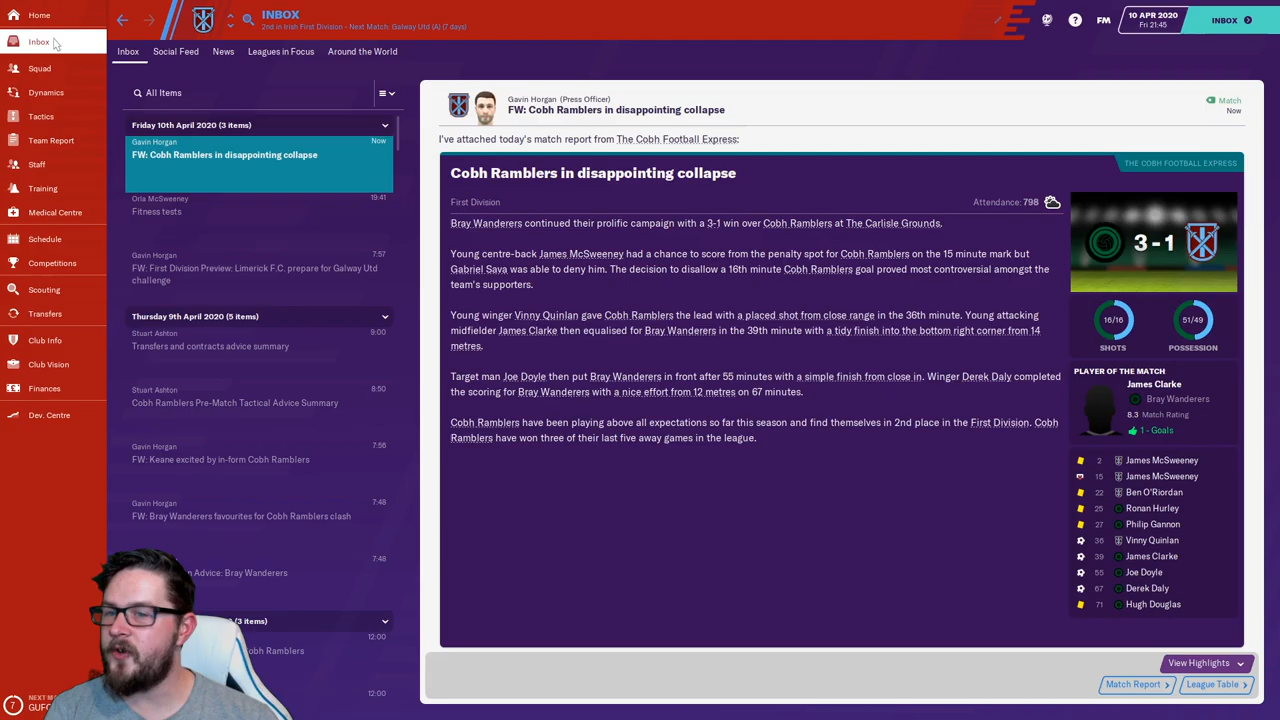 Home
Inbox
Squad
Dynamics
Tactics
Team Report
Staff
Training
Medical Centre
Schedule
Competitions
Scouting
Transfers
Club Info
Club Vision
Finances
Dev. Centre
7
GUFC
INBOX
2nd in Irish First Division - Next Match: Galway Utd (A) (7 days)
?
FM
10 APR 2020
Fri 21:45
INBOX
Inbox
Social Feed
News
Leagues in Focus
Around the World
All Items
Friday 10th April 2020 (3 items)
Gavin Horgan
Now
FW: Cobh Ramblers in disappointing collapse
Orla McSweeney
19:41
Fitness tests
Gavin Horgan
7:57
FW: First Division Preview: Limerick F.C. prepare for Galway Utd
challenge
Thursday 9th April 2020 (5 items)
Stuart Ashton
9:00
Transfers and contracts advice summary
Stuart Ashton
8:50
Cobh Ramblers Pre-Match Tactical Advice Summary
Gavin Horgan
7:56
FW: Keane excited by in-form Cobh Ramblers
Gavin Horgan
7:48
FW: Bray Wanderers favourites for Cobh Ramblers clash
7:48
Advice: Bray Wanderers
(3 items)
12:00
Cobh Ramblers
12:00
Gavin Horgan (Press Officer)
FW: Cobh Ramblers in disappointing collapse
Match
Now
I've attached today's match report from The Cobh Football Express:
THE COBH FOOTBALL EXPRESS
Cobh Ramblers in disappointing collapse
First Division
Attendance: 798
Bray Wanderers continued their prolific campaign with a 3-1 win over Cobh Ramblers at The Carlisle Grounds.
Young centre-back James McSweeney had a chance to score from the penalty spot for Cobh Ramblers on the 15 minute mark but
Gabriel Sava was able to deny him. The decision to disallow a 16th minute Cobh Ramblers goal proved most controversial amongst the
team's supporters.
Young winger Vinny Quinlan gave Cobh Ramblers the lead with a placed shot from close range in the 36th minute. Young attacking
midfielder James Clarke then equalised for Bray Wanderers in the 39th minute with a tidy finish into the bottom right corner from 14
metres.
Target man Joe Doyle then put Bray Wanderers in front after 55 minutes with a simple finish from close in. Winger Derek Daly completed
the scoring for Bray Wanderers with a nice effort from 12 metres on 67 minutes.
Cobh Ramblers have been playing above all expectations so far this season and find themselves in 2nd place in the First Division. Cobh
Ramblers have won three of their last five away games in the league.
3 - 1
16/16
SHOTS
51/49
POSSESSION
PLAYER OF THE MATCH
James Clarke
Bray Wanderers
8.3 Match Rating
1 - Goals
2 James McSweeney
15 James McSweeney
22 Ben O'Riordan
25 Ronan Hurley
27 Philip Gannon
36 Vinny Quinlan
39 James Clarke
55 Joe Doyle
67 Derek Daly
71 Hugh Douglas
View Highlights
Match Report
League Table